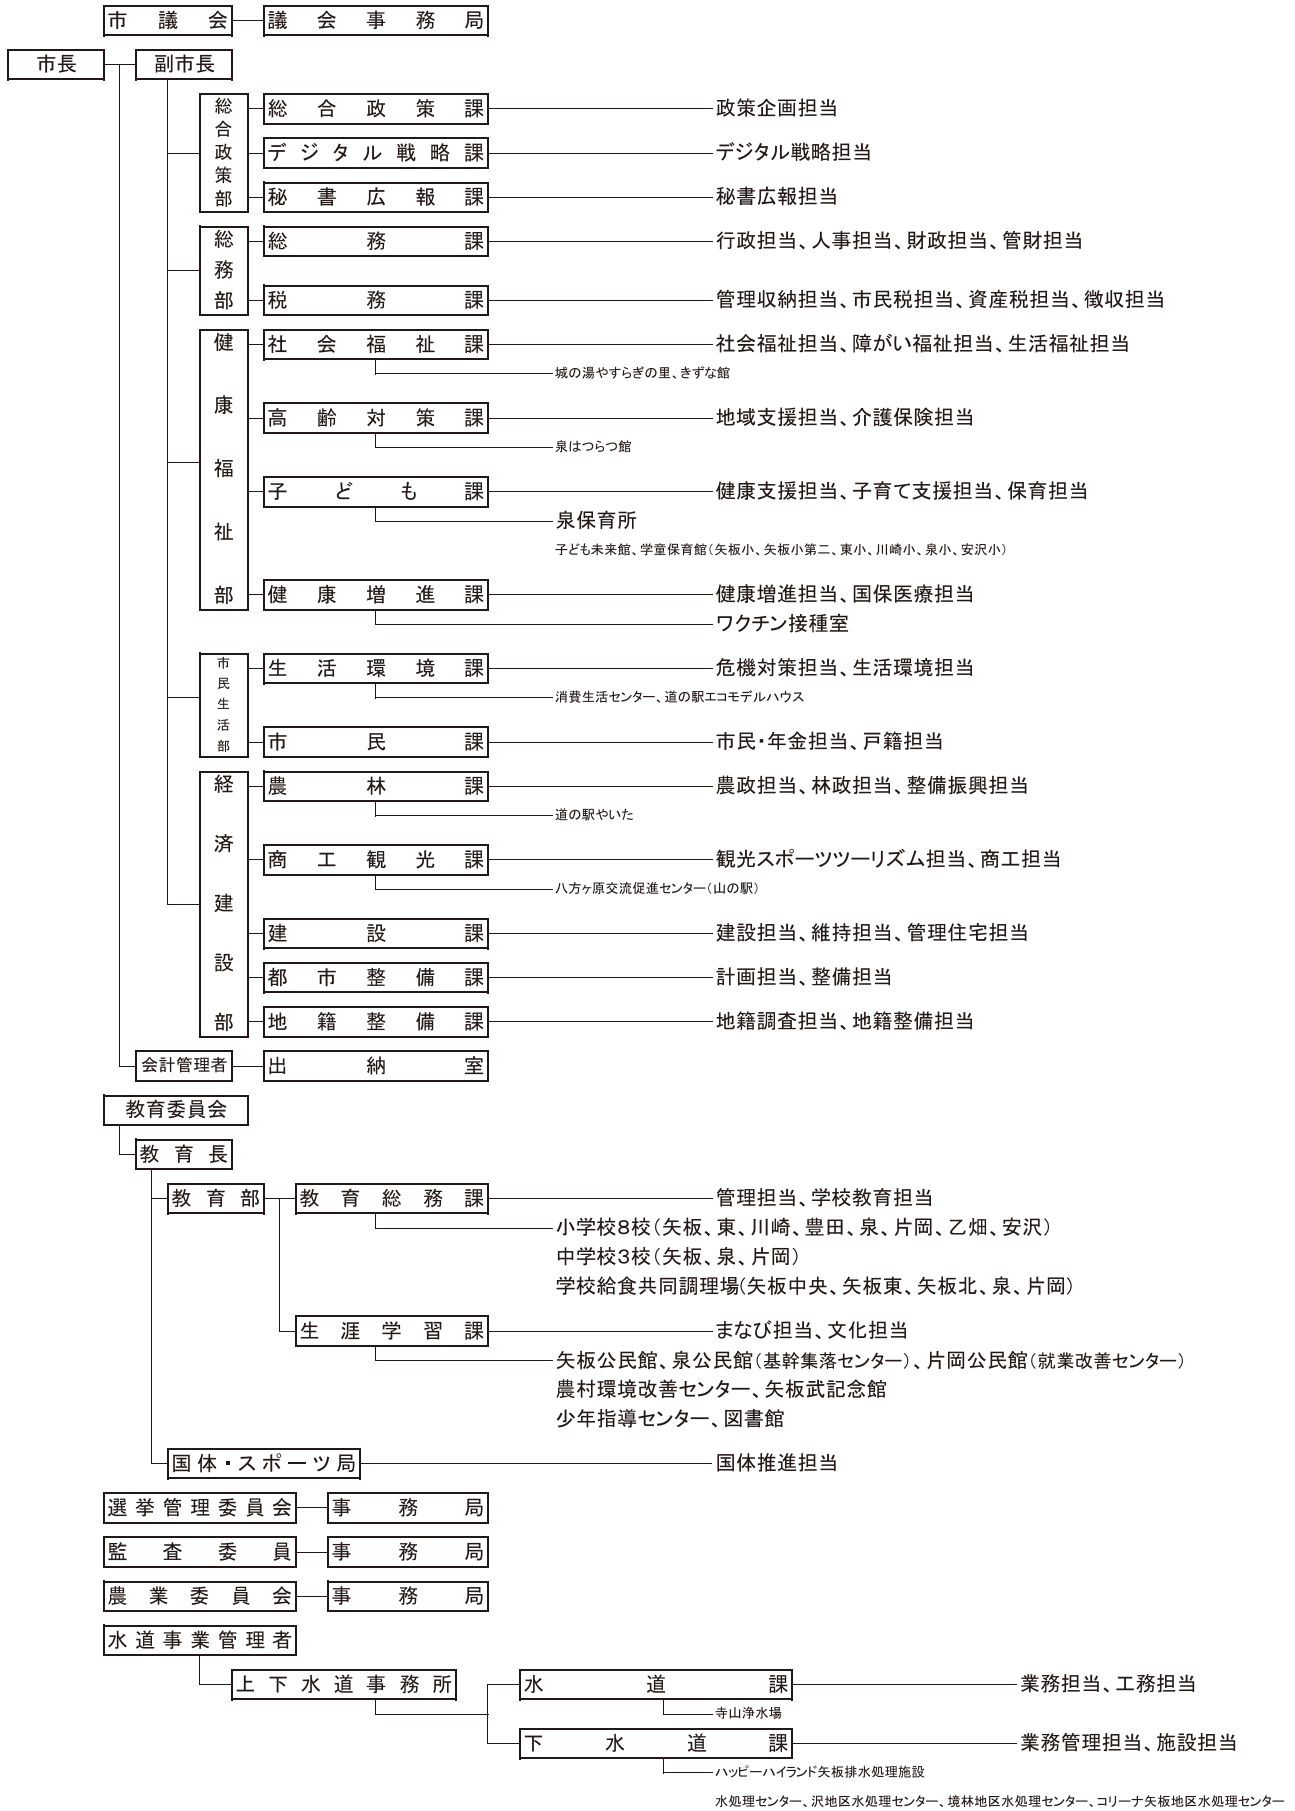 市議会 議会事務局
市長 副市長
総合政策部 総合政策課 政策企画担当
デジタル戦略課 デジタル戦略担当
秘書広報課 秘書広報担当
総務部 総務課 行政担当、人事担当、財政担当、管財担当
税務課 管理収納担当、市民税担当、資産税担当、徴収担当
健康福祉部 社会福祉課 社会福祉担当、障がい福祉担当、生活福祉担当
城の湯やすらぎの里、きずな館
高齢対策課 地域支援担当、介護保険担当
泉はつらつ館
子ども課 健康支援担当、子育て支援担当、保育担当
泉保育所
子ども未来館、学童保育館（矢板小、矢板小第二、東小、川崎小、泉小、安沢小）
健康増進課 健康増進担当、国保医療担当
ワクチン接種室
市民生活部 生活環境課 危機対策担当、生活環境担当
消費生活センター、道の駅エコモデルハウス
市民課 市民・年金担当、戸籍担当
経済建設部 農林課 農政担当、林政担当、整備振興担当
道の駅やいた
商工観光課 観光スポーツツーリズム担当、商工担当
八方ヶ原交流促進センター（山の駅）
建設課 建設担当、維持担当、管理住宅担当
都市整備課 計画担当、整備担当
地籍整備課 地籍調査担当、地籍整備担当
会計管理者 出納室
教育委員会
教育長
教育部 教育総務課 管理担当、学校教育担当
小学校8校（矢板、東、川崎、豊田、泉、片岡、乙畑、安沢）
中学校3校（矢板、泉、片岡）
学校給食共同調理場（矢板中央、矢板東、矢板北、泉、片岡）
生涯学習課 まなび担当、文化担当
矢板公民館、泉公民館（基幹集落センター）、片岡公民館（就業改善センター）
農村環境改善センター、矢板武記念館
少年指導センター、図書館
国体・スポーツ局 国体推進担当
選挙管理委員会 事務局
監査委員 事務局
農業委員会 事務局
水道事業管理者
上下水道事務所 水道課 業務担当、工務担当
寺山浄水場
下水道課 業務管理担当、施設担当
ハッピーハイランド矢板排水処理施設
水処理センター、沢地区水処理センター、境林地区水処理センター、コリーナ矢板地区水処理センター